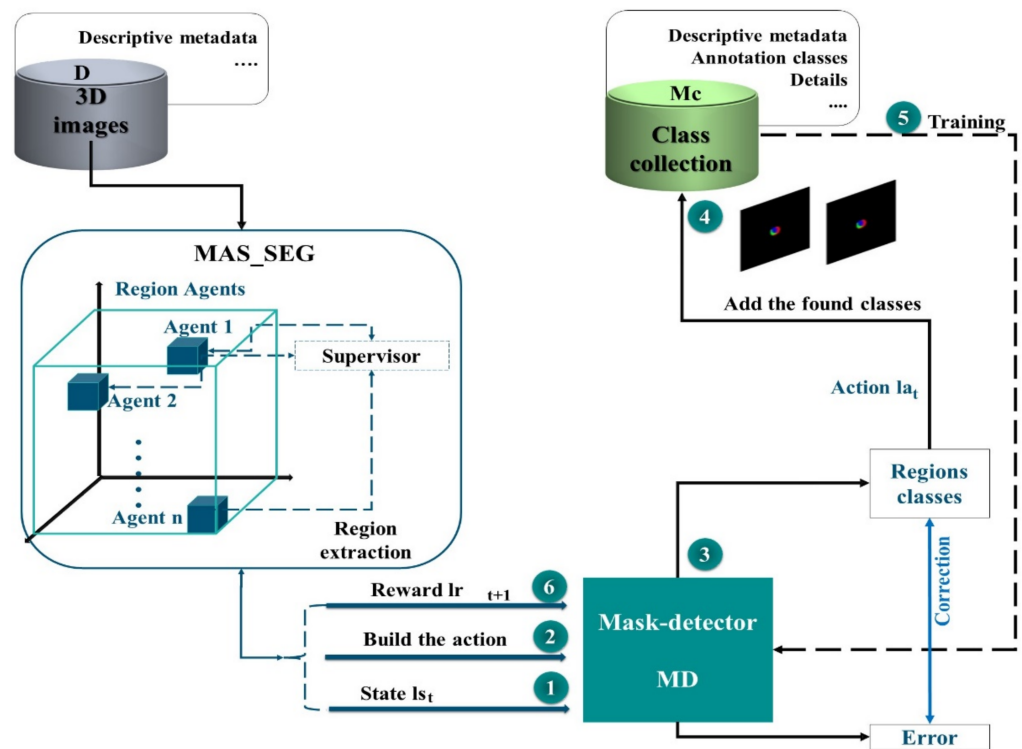 Descriptive metadata
....
D
3D
images
Descriptive metadata
Annotation classes
Details
....
Mc
Class
collection
5 Training
4
Add the found classes
MAS_SEG
Region Agents
Agent 1
Supervisor
Agent 2
Agent n
Region
extraction
Action la t
Regions
classes
3
Correction
Reward lr t+1 6
Build the action 2
State ls t 1
Mask-detector
MD
Error